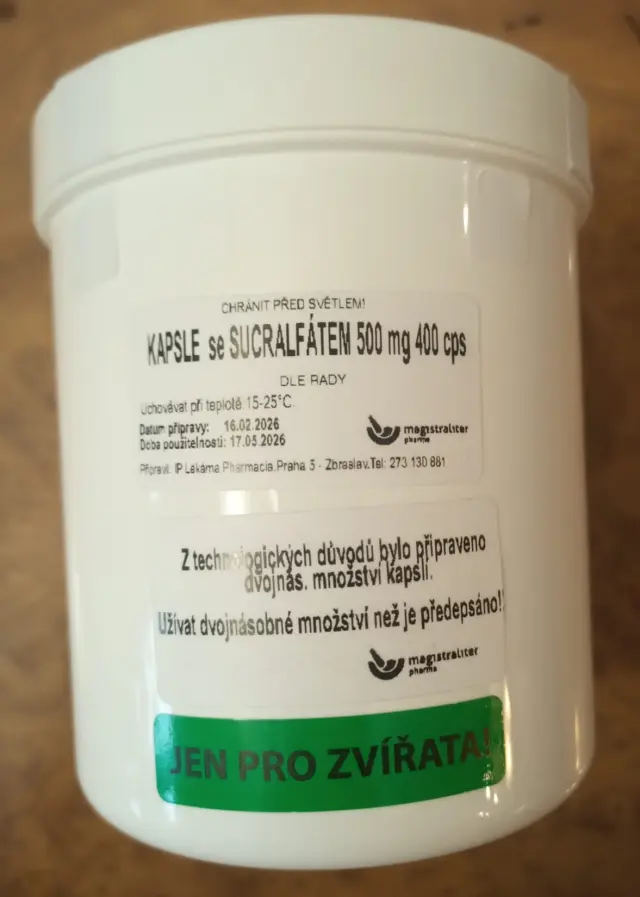 CHRÁNIT PŘED SVĚTLEM!
KAPSLE se SUCRALFÁTEM 500 mg 400 cps
DLE RADY
Uchovávat při teplotě 15-25°C.
Datum přípravy: 16.02.2026
Doba použitelnosti: 17.05.2026
magistraliter
pharma
Připravil: IP Lekárna Pharmacia.Praha 5 - Zbraslav.Tel: 273 130 881
Z technologických důvodů bylo připraveno
dvojnás. množství kapslí.
Užívat dvojnásobné množství než je předepsáno!
magistraliter
pharma
JEN PRO ZVÍŘATA!